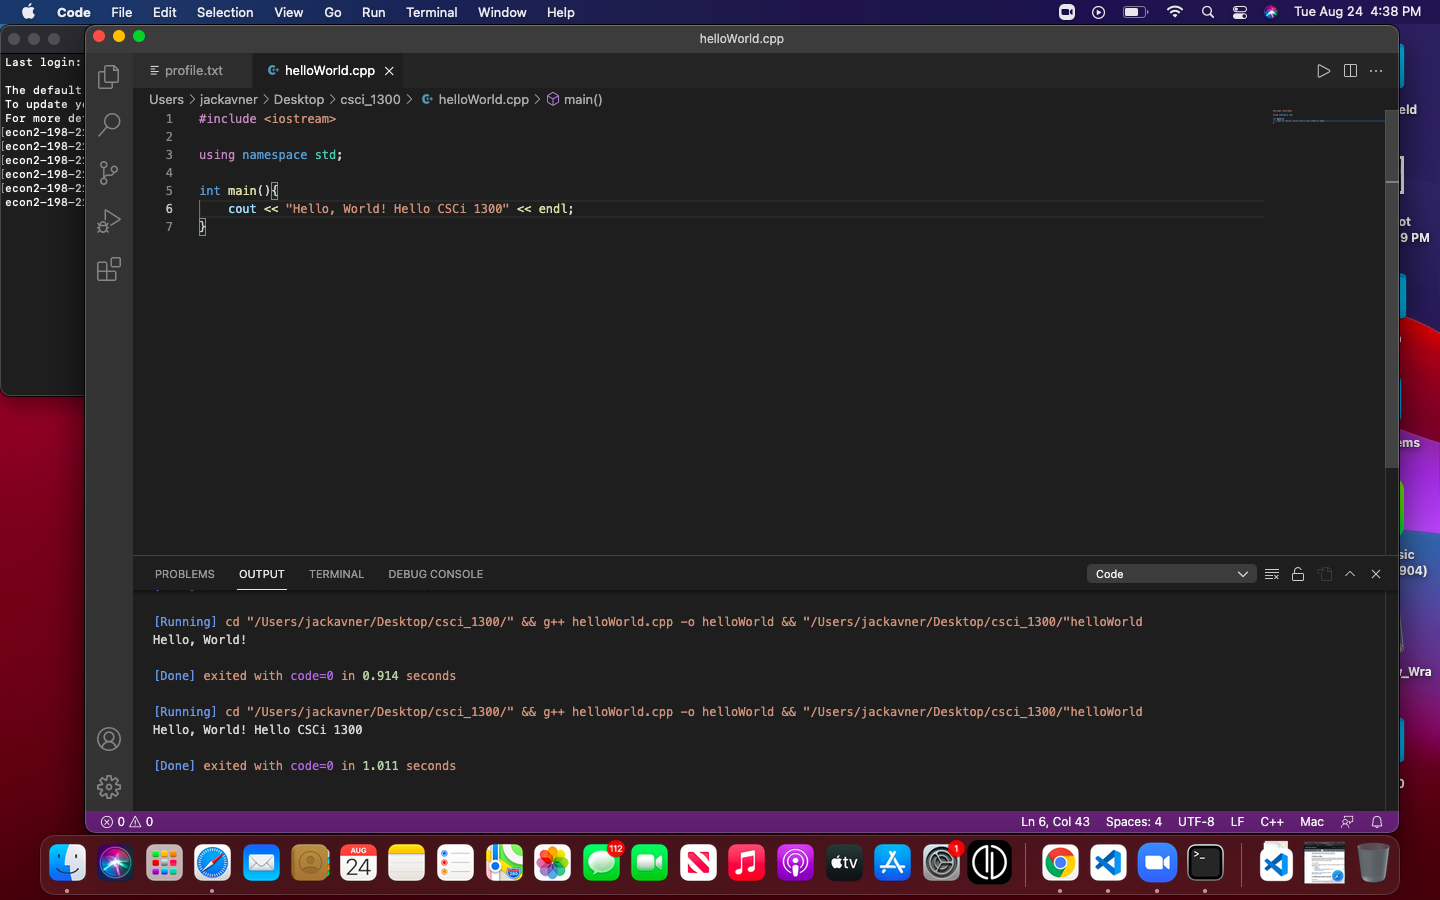 Code File Edit Selection View Go Run Terminal Window Help Tue Aug 24 4:38 PM
helloWorld.cpp
Last login:
The default
To update
For more
[econ2-198-21
[econ2-198-21
[econ2-198-21
[econ2-198-21
[econ2-198-21
econ2-198-21
profile.txt helloWorld.cpp
Users > jackavner > Desktop > csci_1300 > helloWorld.cpp > main()
1 #include <iostream>
2
3 using namespace std;
4
5 int main(){
6 cout << "Hello, World! Hello CSCi 1300" << endl;
7 }
eld
ot
9 PM
ems
sic
904)
_Wra
PROBLEMS OUTPUT TERMINAL DEBUG CONSOLE Code
[Running] cd "/Users/jackavner/Desktop/csci_1300/" && g++ helloWorld.cpp -o helloWorld && "/Users/jackavner/Desktop/csci_1300/"helloWorld
Hello, World!
[Done] exited with code=0 in 0.914 seconds
[Running] cd "/Users/jackavner/Desktop/csci_1300/" && g++ helloWorld.cpp -o helloWorld && "/Users/jackavner/Desktop/csci_1300/"helloWorld
Hello, World! Hello CSCi 1300
[Done] exited with code=0 in 1.011 seconds
0 0 Ln 6, Col 43 Spaces: 4 UTF-8 LF C++ Mac
AUG
24
112
tv
1